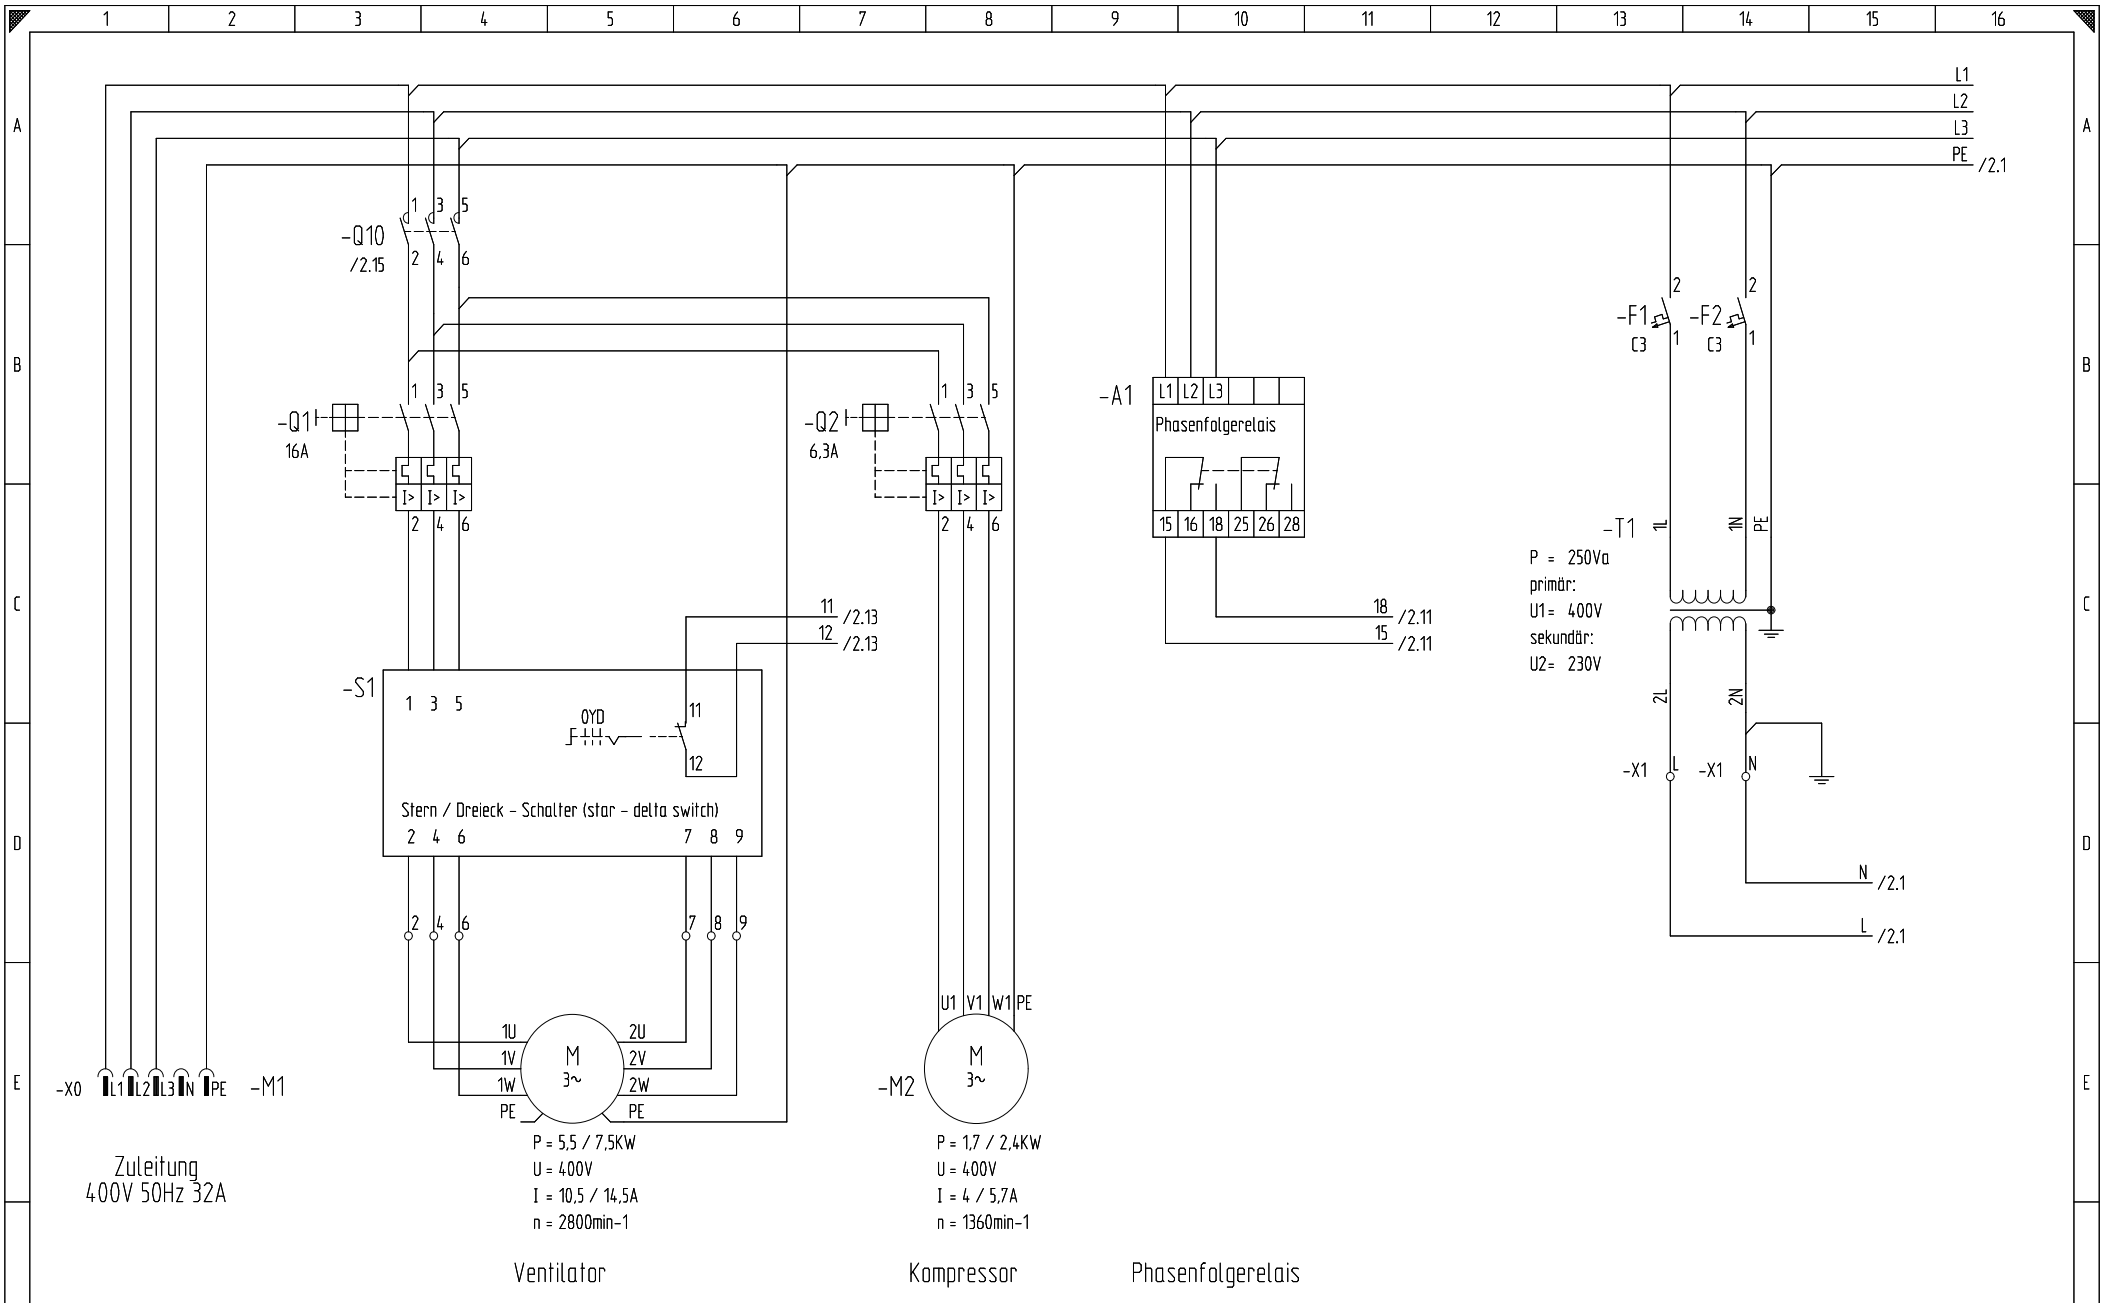 1 2 3 4 5 6 7 8 9 10 11 12 13 14 15 16
L1
L2
A A
L3
PE /2.1
1 3 5
-Q10
/2.15 2 4 6
2 2
-F1 -F2
C3 1 C3 1
B B
1 3 5 1 3 5
-A1 L1 L2 L3
-Q1 -Q2
16A 6,3A
Phasenfolgerelais
I> I> I> I> I> I>
2 4 6 2 4 6 15 16 18 25 26 28
-T1 1L 1N PE
P = 250Va
primär:
C C
11 /2.13 18 /2.11 U1= 400V
12 /2.13 15 /2.11 sekundär:
U2= 230V
-S1
2L 2N
1 3 5
11
0YD
12
-X1 L -X1 N
Stern / Dreieck - Schalter (star - delta switch)
2 4 6 7 8 9
D D
N /2.1
2 4 6 7 8 9
L /2.1
U1 V1 W1 PE
1U M 2U M
1V 3~ 2V 3~
1W 2W
PE PE
E E
-X0 L1 L2 L3 N PE -M1 -M2
P = 5,5 / 7,5KW P = 1,7 / 2,4KW
Zuleitung U = 400V U = 400V
400V 50Hz 32A I = 10,5 / 14,5A I = 4 / 5,7A
n = 2800min-1 n = 1360min-1
Ventilator Kompressor Phasenfolgerelais